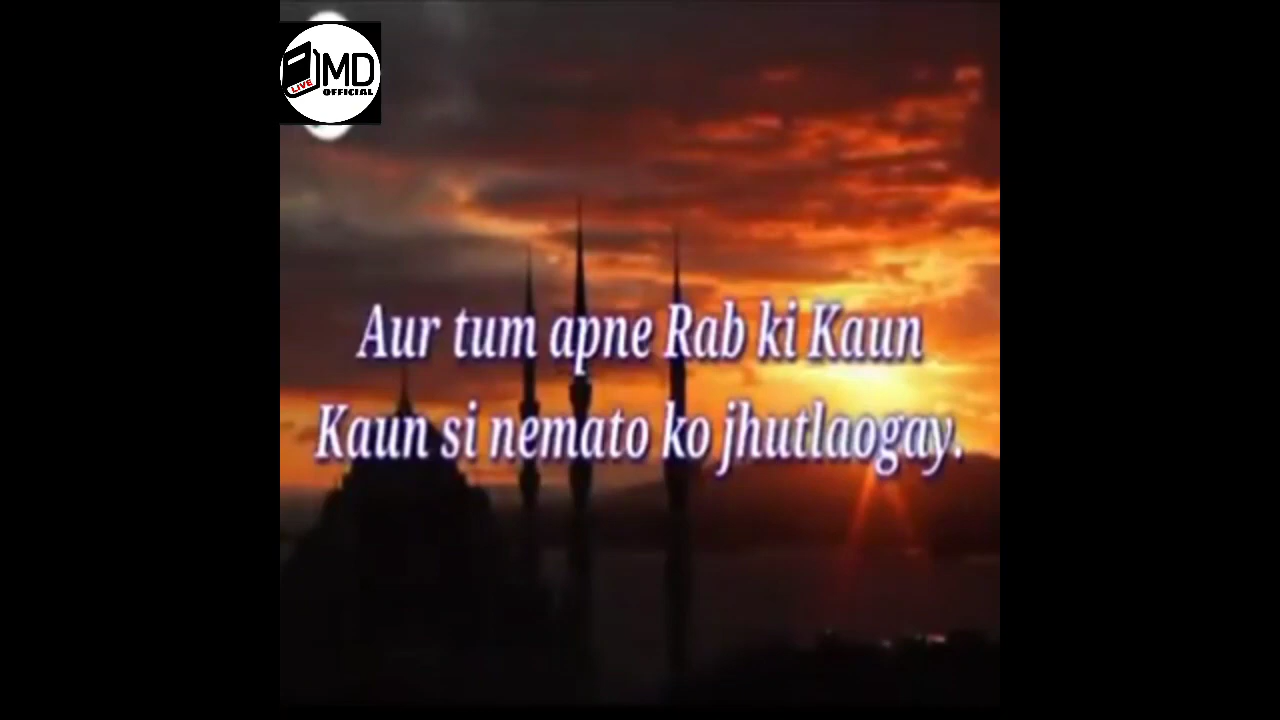 MD
LIVE
OFFICIAL
Aur tum apne Rab ki Kaun
Kaun si nemato ko jhutlaogay.